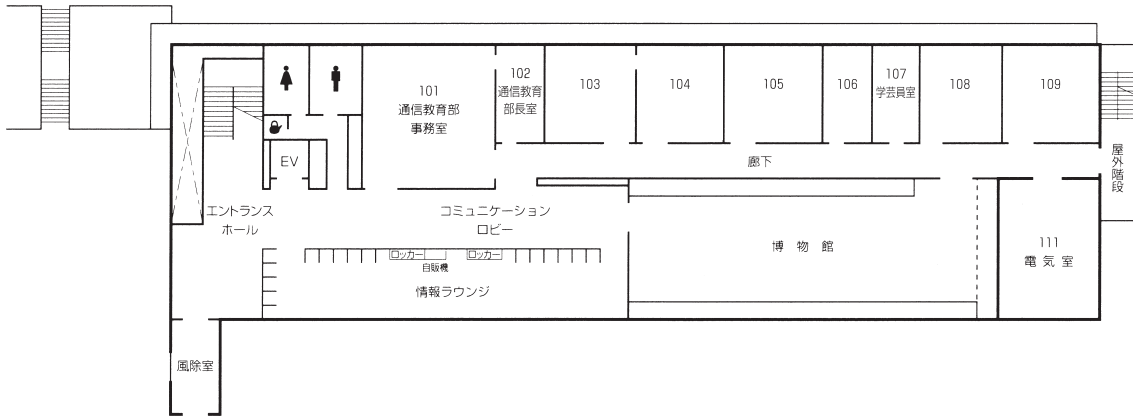 101
通信教育部
事務室
102
通信教育
部長室
103
104
105
106
107
学芸員室
108
109
EV
廊下
屋外階段
エントランス
ホール
コミュニケーション
ロビー
博物館
111
電気室
ロッカー
自販機
ロッカー
情報ラウンジ
風除室